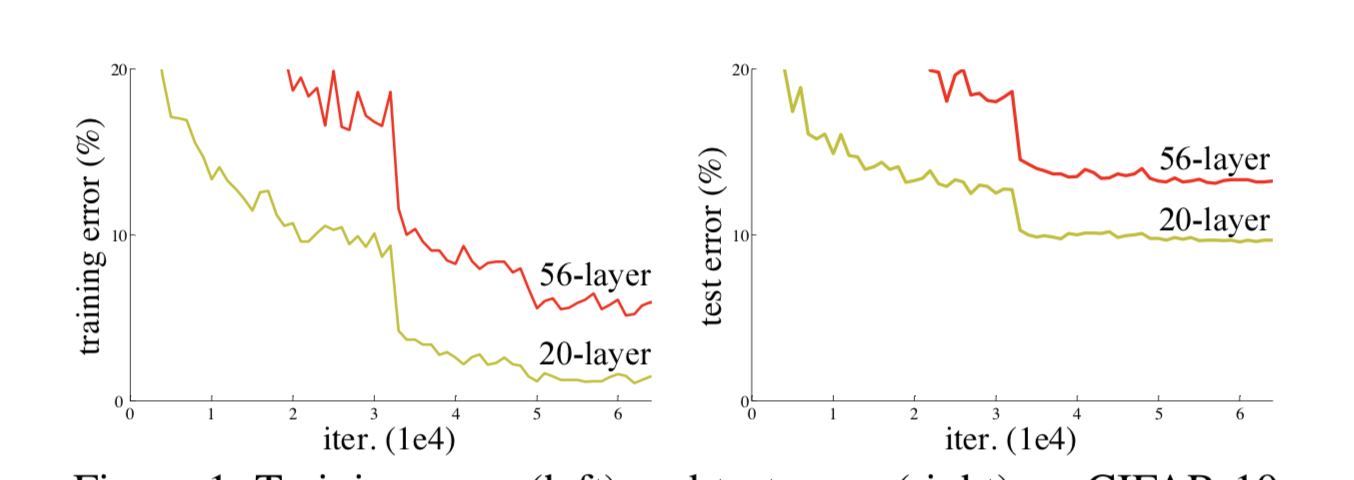 20
10
0
training error (%)
56-layer
20-layer
0 1 2 3 4 5 6
iter. (1e4)
20
10
0
test error (%)
56-layer
20-layer
0 1 2 3 4 5 6
iter. (1e4)